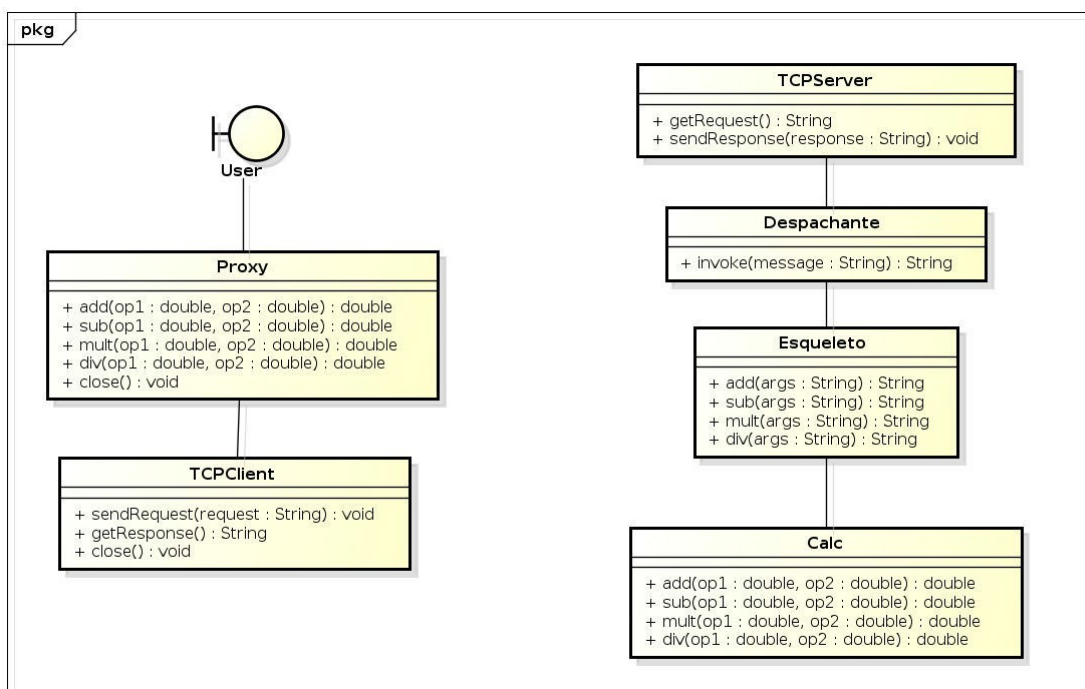 pkg
User
Proxy
+ add(op1 : double, op2 : double) : double
+ sub(op1 : double, op2 : double) : double
+ mult(op1 : double, op2 : double) : double
+ div(op1 : double, op2 : double) : double
+ close() : void
TCPClient
+ sendRequest(request : String) : void
+ getResponse() : String
+ close() : void
TCPServer
+ getRequest() : String
+ sendResponse(response : String) : void
Despachante
+ invoke(message : String) : String
Esqueleto
+ add(args : String) : String
+ sub(args : String) : String
+ mult(args : String) : String
+ div(args : String) : String
Calc
+ add(op1 : double, op2 : double) : double
+ sub(op1 : double, op2 : double) : double
+ mult(op1 : double, op2 : double) : double
+ div(op1 : double, op2 : double) : double